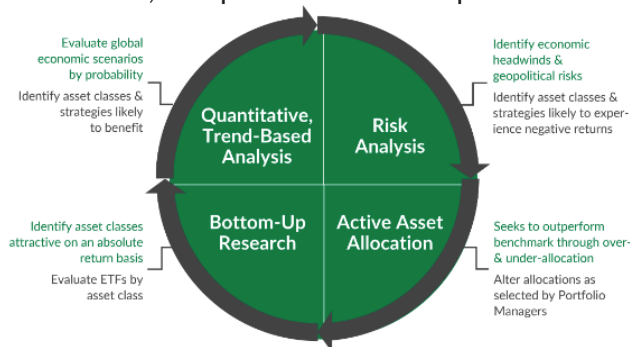 Evaluate global
economic scenarios
by probability
Identify asset classes &
strategies likely
to benefit
Quantitative,
Trend-Based
Analysis
Risk
Analysis
Identify economic
headwinds &
geopolitical risks
Identify asset classes &
strategies likely to exper-
ience negative returns
Identify asset classes
attractive on an absolute
return basis
Evaluate ETFs by
asset class
Bottom-Up
Research
Active Asset
Allocation
Seeks to outperform
benchmark through over-
& under-allocation
Alter allocations as
selected by Portfolio
Managers